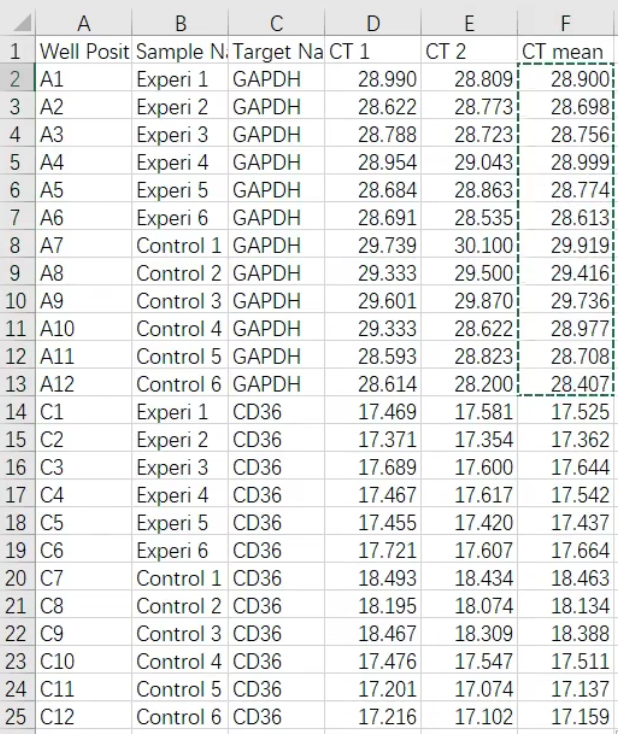 A B C D E F
1 Well Posit Sample Na Target Na CT 1 CT 2 CT mean
2 A1 Experi 1 GAPDH 28.990 28.809 28.900
3 A2 Experi 2 GAPDH 28.622 28.773 28.698
4 A3 Experi 3 GAPDH 28.788 28.723 28.756
5 A4 Experi 4 GAPDH 28.954 29.043 28.999
6 A5 Experi 5 GAPDH 28.684 28.863 28.774
7 A6 Experi 6 GAPDH 28.691 28.535 28.613
8 A7 Control 1 GAPDH 29.739 30.100 29.919
9 A8 Control 2 GAPDH 29.333 29.500 29.416
10 A9 Control 3 GAPDH 29.601 29.870 29.736
11 A10 Control 4 GAPDH 29.333 28.622 28.977
12 A11 Control 5 GAPDH 28.593 28.823 28.708
13 A12 Control 6 GAPDH 28.614 28.200 28.407
14 C1 Experi 1 CD36 17.469 17.581 17.525
15 C2 Experi 2 CD36 17.371 17.354 17.362
16 C3 Experi 3 CD36 17.689 17.600 17.644
17 C4 Experi 4 CD36 17.467 17.617 17.542
18 C5 Experi 5 CD36 17.455 17.420 17.437
19 C6 Experi 6 CD36 17.721 17.607 17.664
20 C7 Control 1 CD36 18.493 18.434 18.463
21 C8 Control 2 CD36 18.195 18.074 18.134
22 C9 Control 3 CD36 18.467 18.309 18.388
23 C10 Control 4 CD36 17.476 17.547 17.511
24 C11 Control 5 CD36 17.201 17.074 17.137
25 C12 Control 6 CD36 17.216 17.102 17.159